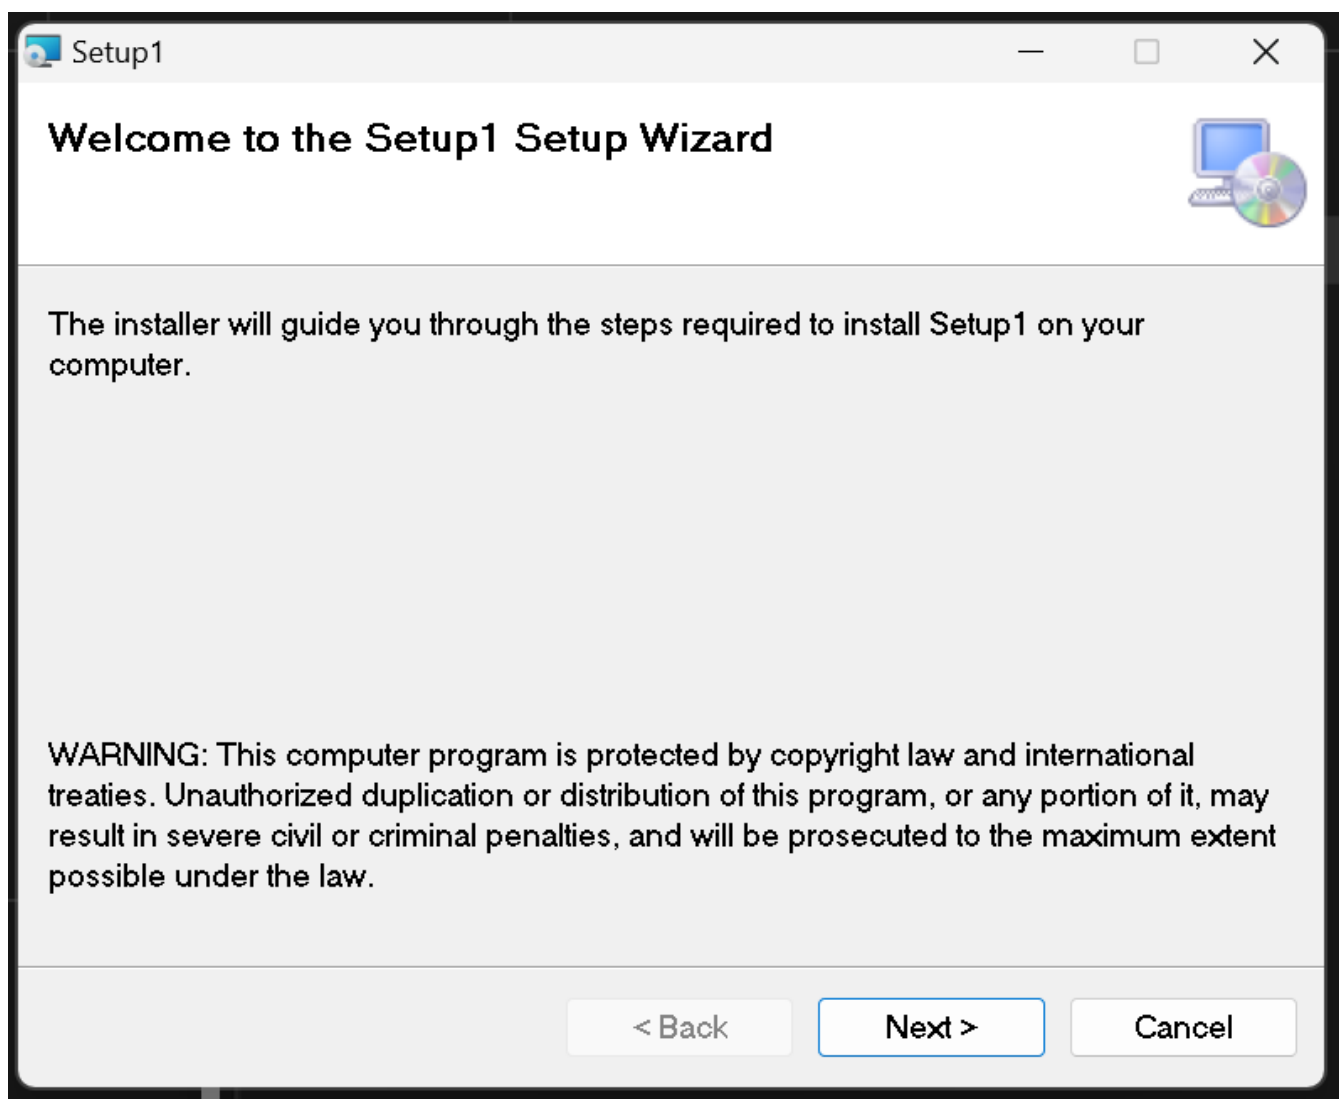 Setup1
Welcome to the Setup1 Setup Wizard
The installer will guide you through the steps required to install Setup1 on your
computer.
WARNING: This computer program is protected by copyright law and international
treaties. Unauthorized duplication or distribution of this program, or any portion of it, may
result in severe civil or criminal penalties, and will be prosecuted to the maximum extent
possible under the law.
< Back
Next >
Cancel